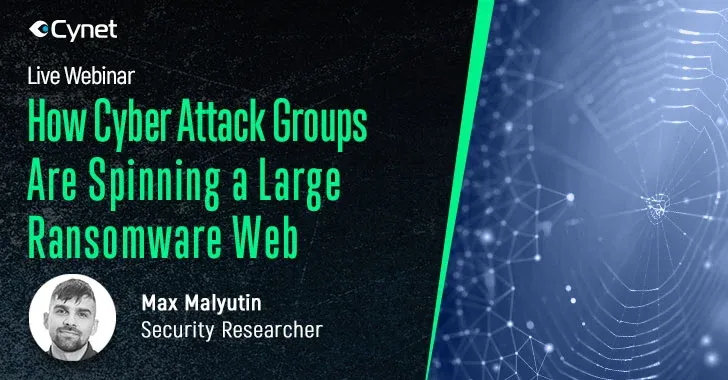 Cynet
Live Webinar
How Cyber Attack Groups
Are Spinning a Large
Ransomware Web
Max Malyutin
Security Researcher